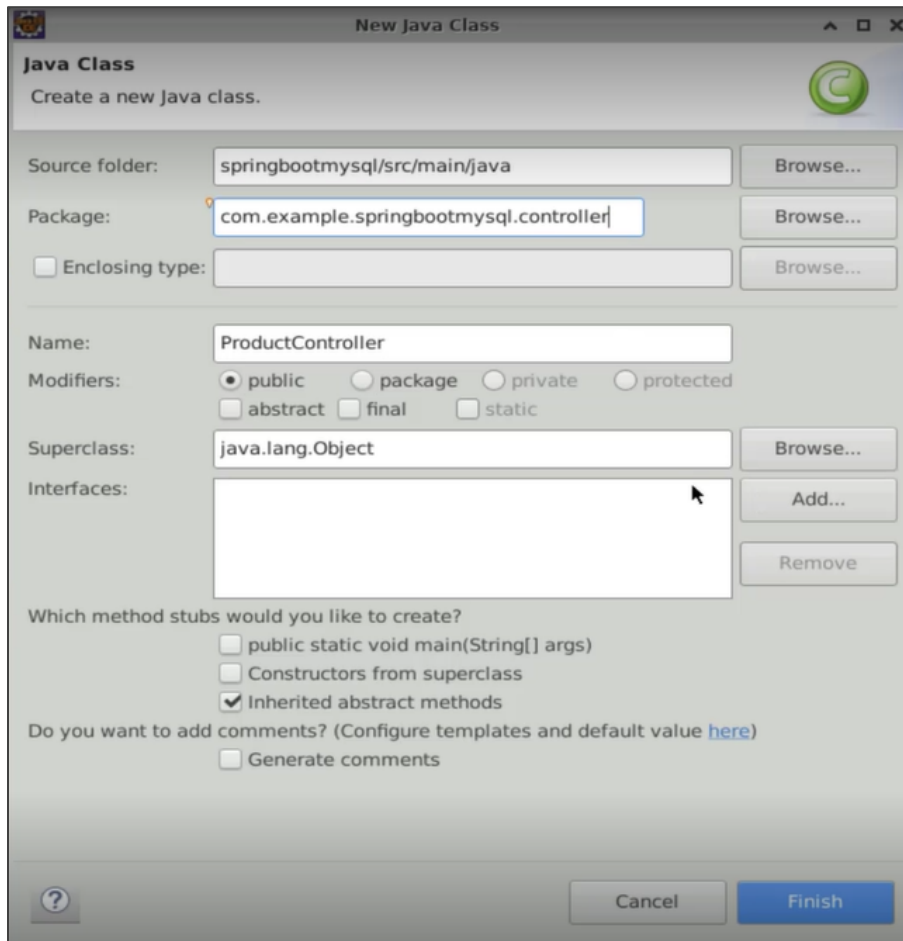 New Java Class
Java Class
Create a new Java class.
Source folder: springbootmysql/src/main/java Browse...
Package: com.example.springbootmysql.controller Browse...
Enclosing type: Browse...
Name: ProductController
Modifiers: public package private protected
abstract final static
Superclass: java.lang.Object Browse...
Interfaces: Add...
Remove
Which method stubs would you like to create?
public static void main(String[] args)
Constructors from superclass
Inherited abstract methods
Do you want to add comments? (Configure templates and default value here)
Generate comments
? Cancel Finish